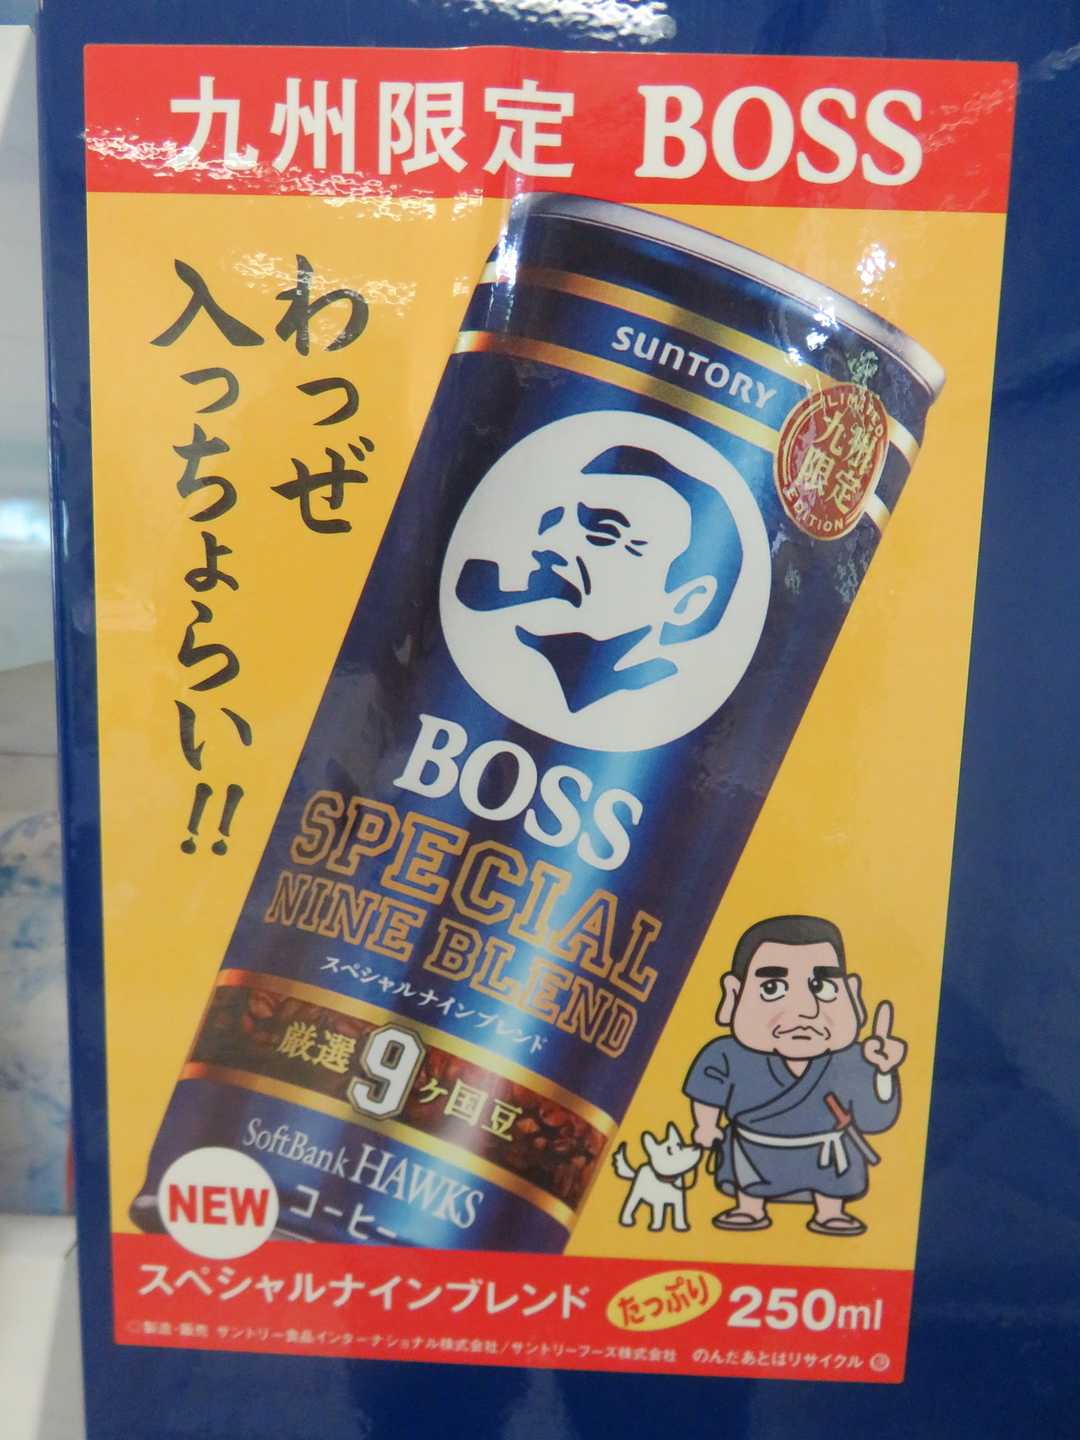 九州限定 BOSS
わっぜ
入っちょらい!!
SUNTORY
LIMITED
九州
限定
EDITION
BOSS
SPECIAL
NINE BLEND
スペシャルナインブレンド
厳選9ヶ国豆
SoftBank HAWKS
コーヒー
NEW
スペシャルナインブレンド たっぷり 250ml
○製造・販売 サントリー食品インターナショナル株式会社/サントリーフーズ株式会社 のんだあとはリサイクル